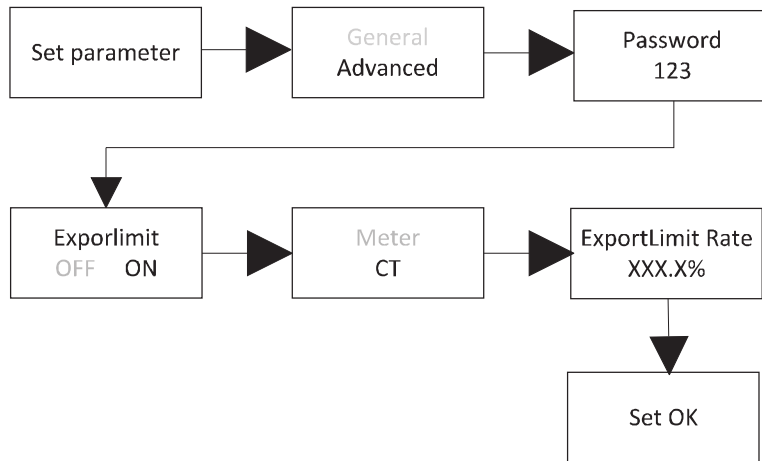 Set parameter
General
Advanced
Password
123
Exporlimit
OFF ON
Meter
CT
ExportLimit Rate
XXX.X%
Set OK